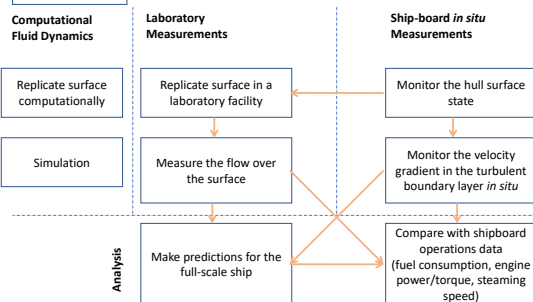 Computational
Fluid Dynamics
Laboratory
Measurements
Ship-board in situ
Measurements
Replicate surface
computationally
Replicate surface in a
laboratory facility
Monitor the hull surface
state
Simulation
Measure the flow over
the surface
Monitor the velocity
gradient in the turbulent
boundary layer in situ
Analysis
Make predictions for the
full-scale ship
Compare with shipboard
operations data
(fuel consumption, engine
power/torque, steaming
speed)